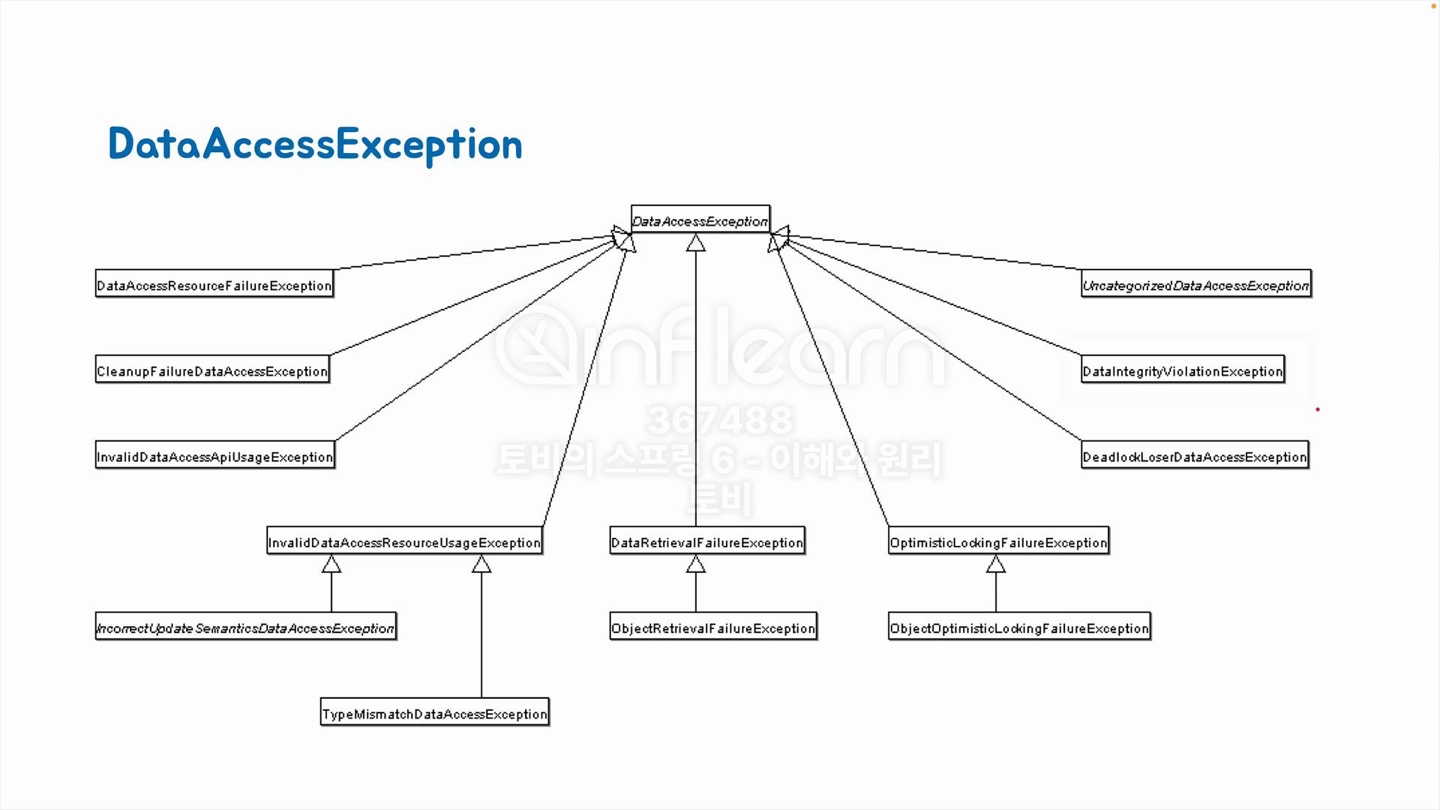 DataAccessException
DataAccessException
DataAccessResourceFailureException
UncategorizedDataAccessException
inflearn
CleanupFailureDataAccessException
DataIntegrityViolationException
367488
InvalidDataAccessApiUsageException
토비의 스프링 6 - 이해와 원리
DeadlockLoserDataAccessException
토비
InvalidDataAccessResourceUsageException
DataRetrievalFailureException
OptimisticLockingFailureException
IncorrectUpdateSemanticsDataAccessException
ObjectRetrievalFailureException
ObjectOptimisticLockingFailureException
TypeMismatchDataAccessException